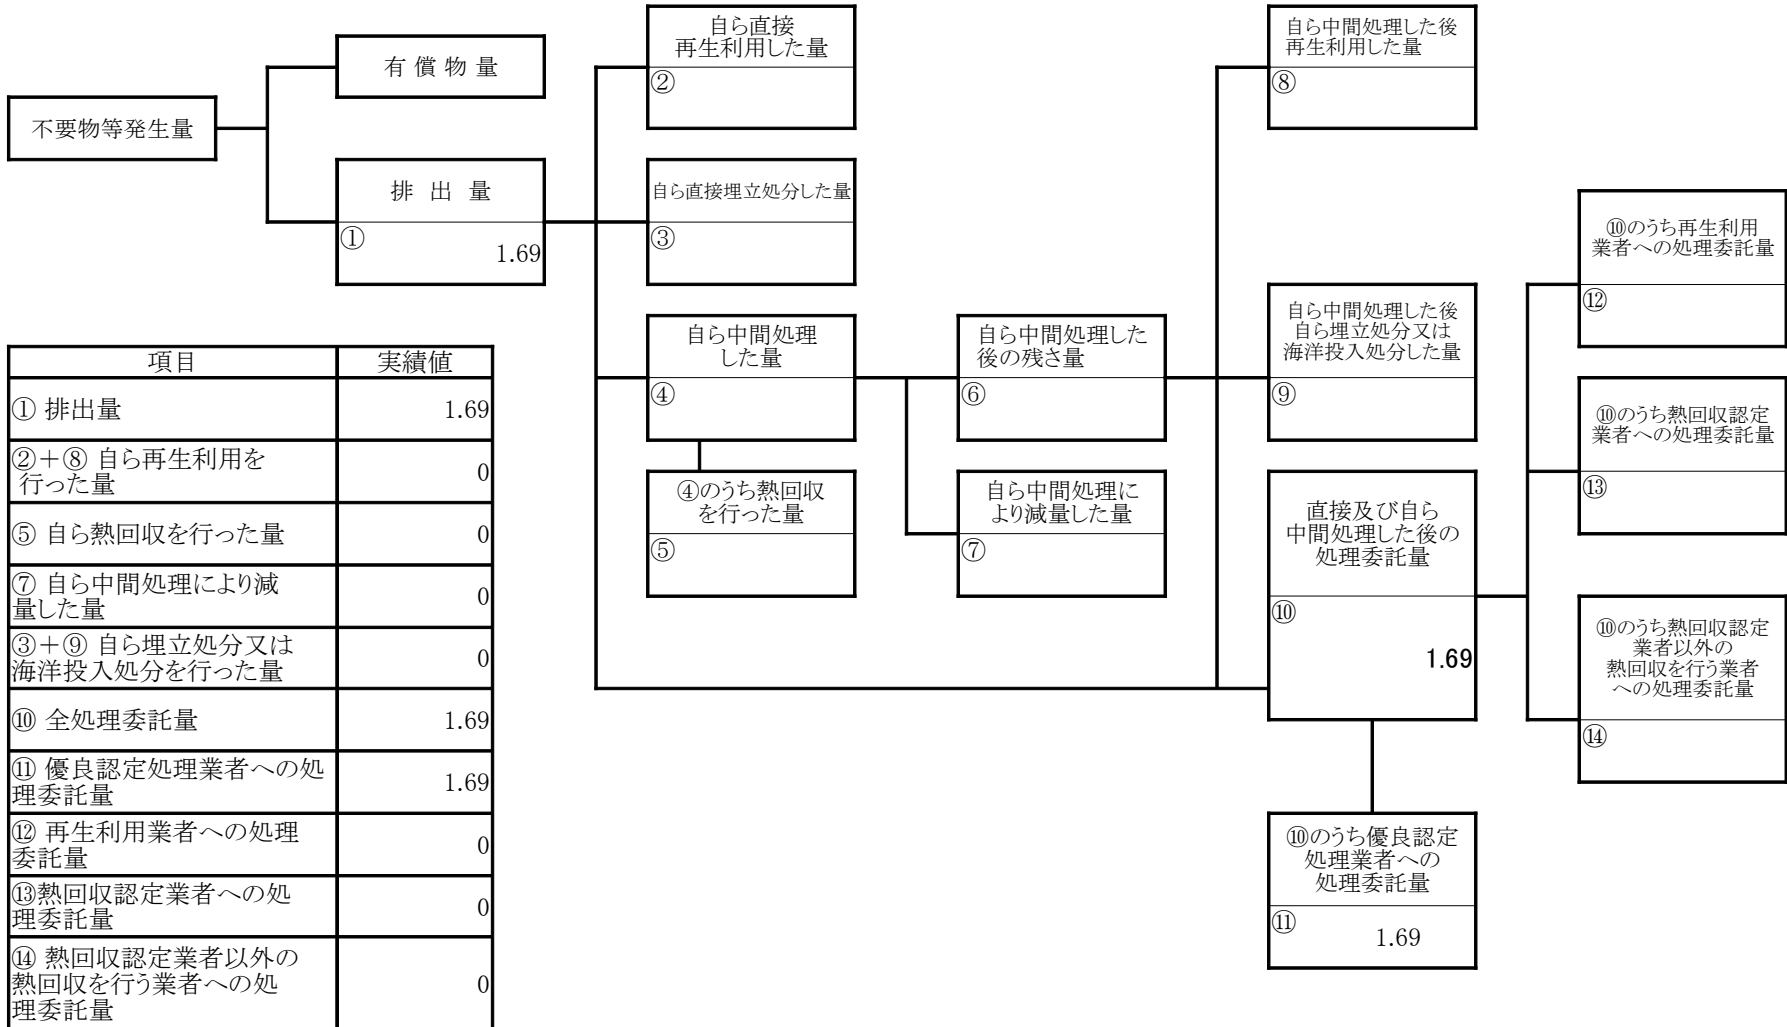 不要物等発生量
有 償 物 量
排 出 量
①
1.69
自ら直接
再生利用した量
②
自ら直接埋立処分した量
③
自ら中間処理
した量
④
④のうち熱回収
を行った量
⑤
自ら中間処理した
後の残さ量
⑥
自ら中間処理に
より減量した量
⑦
自ら中間処理した後
再生利用した量
⑧
自ら中間処理した後
自ら埋立処分又は
海洋投入処分した量
⑨
直接及び自ら
中間処理した後の
処理委託量
⑩
1.69
⑩のうち優良認定
処理業者への
処理委託量
⑪
1.69
⑩のうち再生利用
業者への処理委託量
⑫
⑩のうち熱回収認定
業者への処理委託量
⑬
⑩のうち熱回収認定
業者以外の
熱回収を行う業者
への処理委託量
⑭
項目 実績値
① 排出量 1.69
②＋⑧ 自ら再生利用を
行った量 0
⑤ 自ら熱回収を行った量 0
⑦ 自ら中間処理により減
量した量 0
③＋⑨ 自ら埋立処分又は
海洋投入処分を行った量 0
⑩ 全処理委託量 1.69
⑪ 優良認定処理業者への処
理委託量 1.69
⑫ 再生利用業者への処理
委託量 0
⑬熱回収認定業者への処
理委託量 0
⑭ 熱回収認定業者以外の
熱回収を行う業者への処
理委託量 0